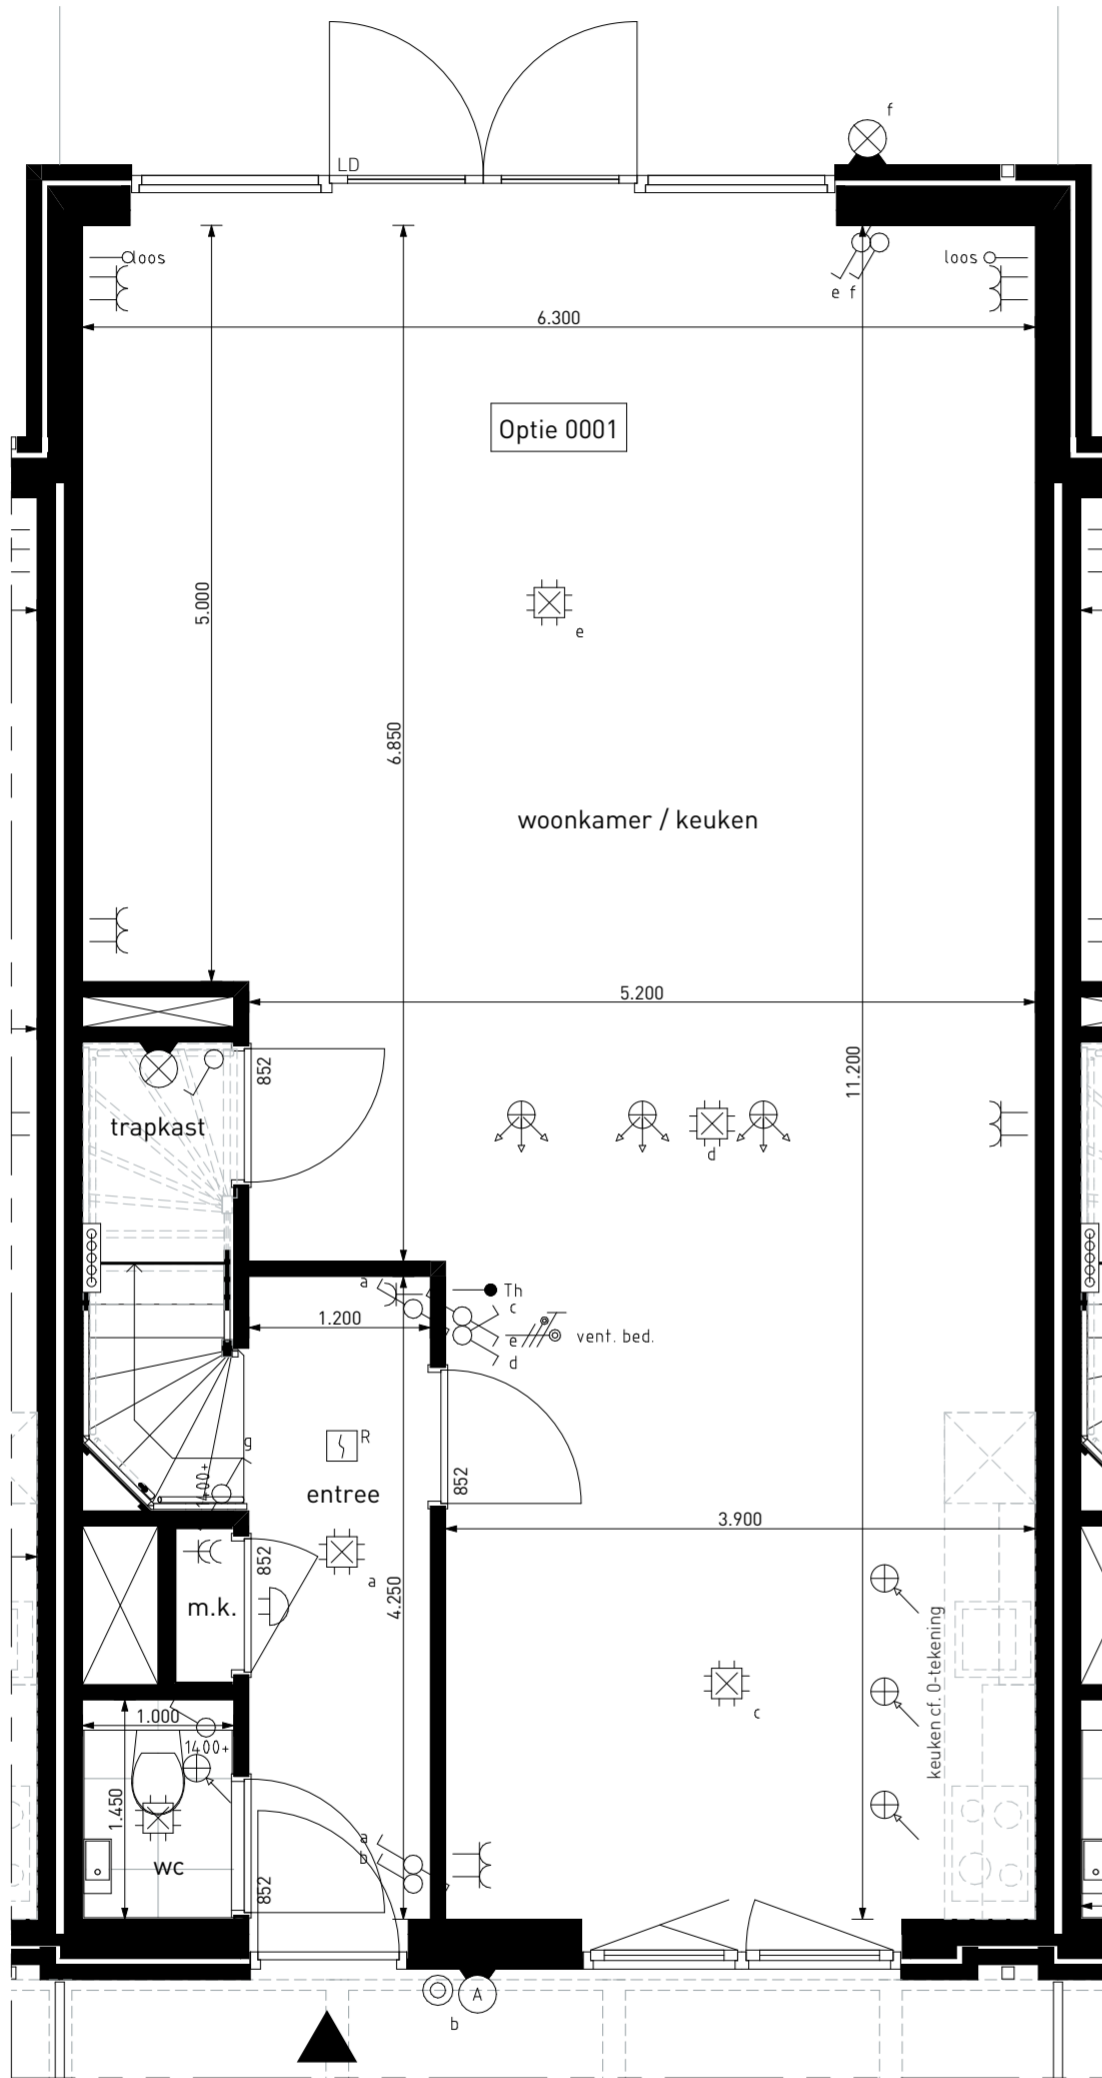 f
LD
loos
loos
e f
6.300
Optie 0001
5.000
e
6.850
woonkamer / keuken
5.200
852
11.200
trapkast
d
a
Th
c
1.200
e
vent. bed.
d
g
R
1400+
entree
852
3.900
852
a
4.250
m.k.
keuken cf. 0-tekening
c
1.000
1400+
1.450
a
b
wc
852
A
b